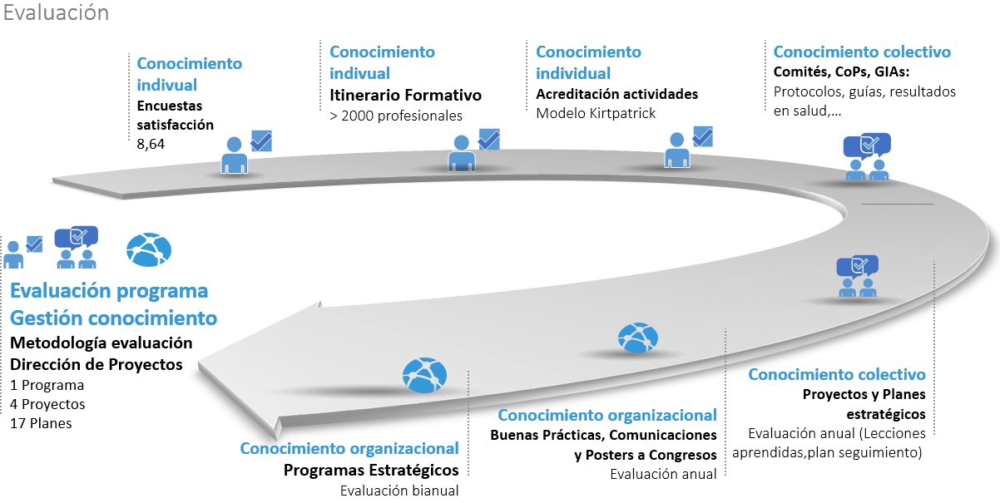 Evaluación
Conocimiento
indivual
Encuestas
satisfacción
8,64
Conocimiento
indivual
Itinerario Formativo
> 2000 profesionales
Conocimiento
individual
Acreditación actividades
Modelo Kirtpatrick
Conocimiento colectivo
Comités, CoPs, GIAs:
Protocolos, guías, resultados
en salud,...
Conocimiento colectivo
Proyectos y Planes
estratégicos
Evaluación anual (Lecciones
aprendidas,plan seguimiento)
Conocimiento organizacional
Buenas Prácticas, Comunicaciones
y Posters a Congresos
Evaluación anual
Conocimiento organizacional
Programas Estratégicos
Evaluación bianual
Evaluación programa
Gestión conocimiento
Metodología evaluación
Dirección de Proyectos
1 Programa
4 Proyectos
17 Planes